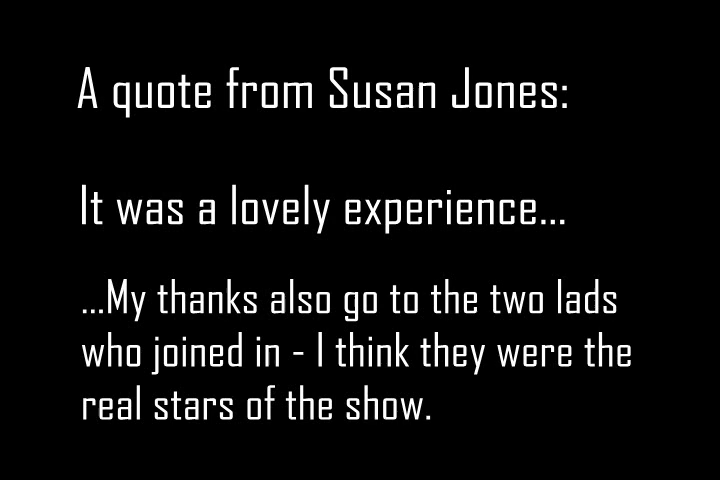 A quote from Susan Jones:
It was a lovely experience...
...My thanks also go to the two lads
who joined in - I think they were the
real stars of the show.